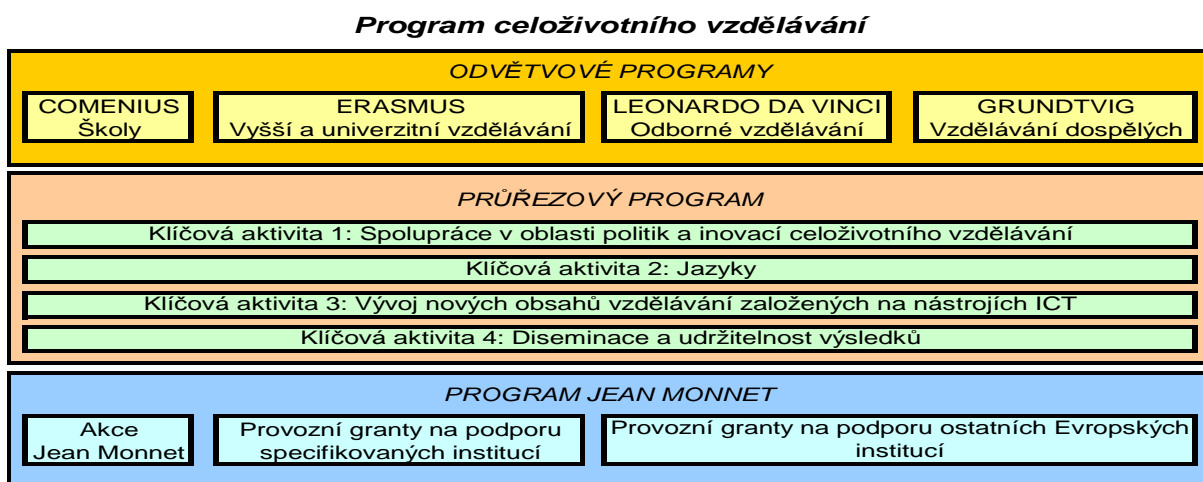 Program celoživotního vzdělávání
ODVĚTVOVÉ PROGRAMY
COMENIUS
Školy
ERASMUS
Vyšší a univerzitní vzdělávání
LEONARDO DA VINCI
Odborné vzdělávání
GRUNDTVIG
Vzdělávání dospělých
PRŮŘEZOVÝ PROGRAM
Klíčová aktivita 1: Spolupráce v oblasti politik a inovací celoživotního vzdělávání
Klíčová aktivita 2: Jazyky
Klíčová aktivita 3: Vývoj nových obsahů vzdělávání založených na nástrojích ICT
Klíčová aktivita 4: Diseminace a udržitelnost výsledků
PROGRAM JEAN MONNET
Akce
Jean Monnet
Provozní granty na podporu
specifikovaných institucí
Provozní granty na podporu ostatních Evropských
institucí